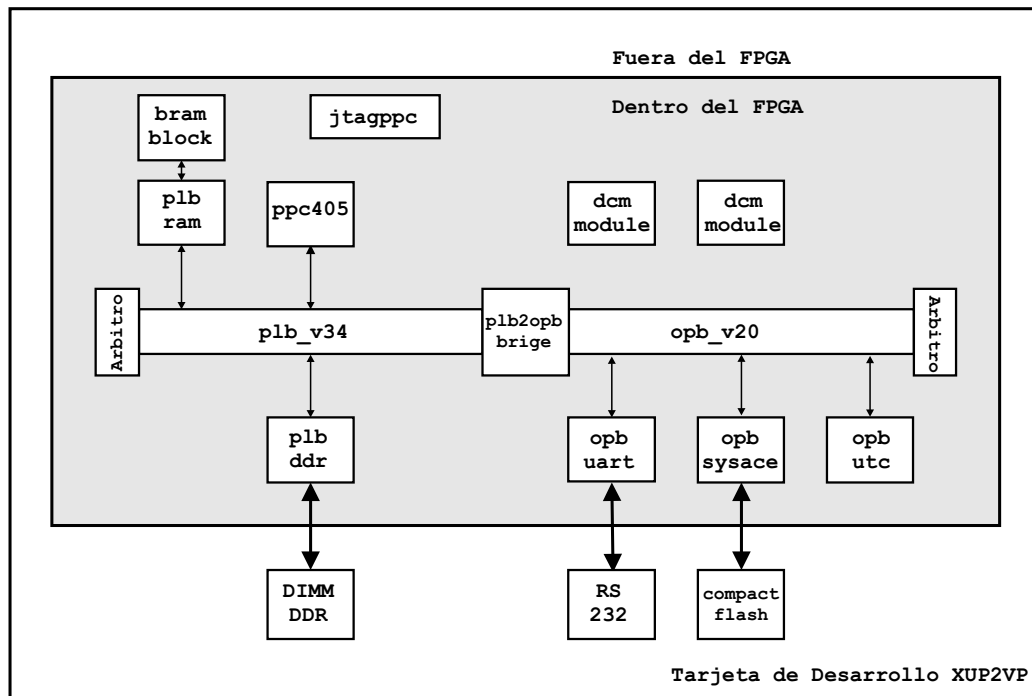 Fuera del FPGA
Dentro del FPGA
bram
block
jtagppc
plb
ram
ppc405
dcm
module
dcm
module
Arbitro
plb_v34
plb2opb
brige
opb_v20
Arbitro
plb
ddr
opb
uart
opb
sysace
opb
utc
DIMM
DDR
RS
232
compact
flash
Tarjeta de Desarrollo XUP2VP